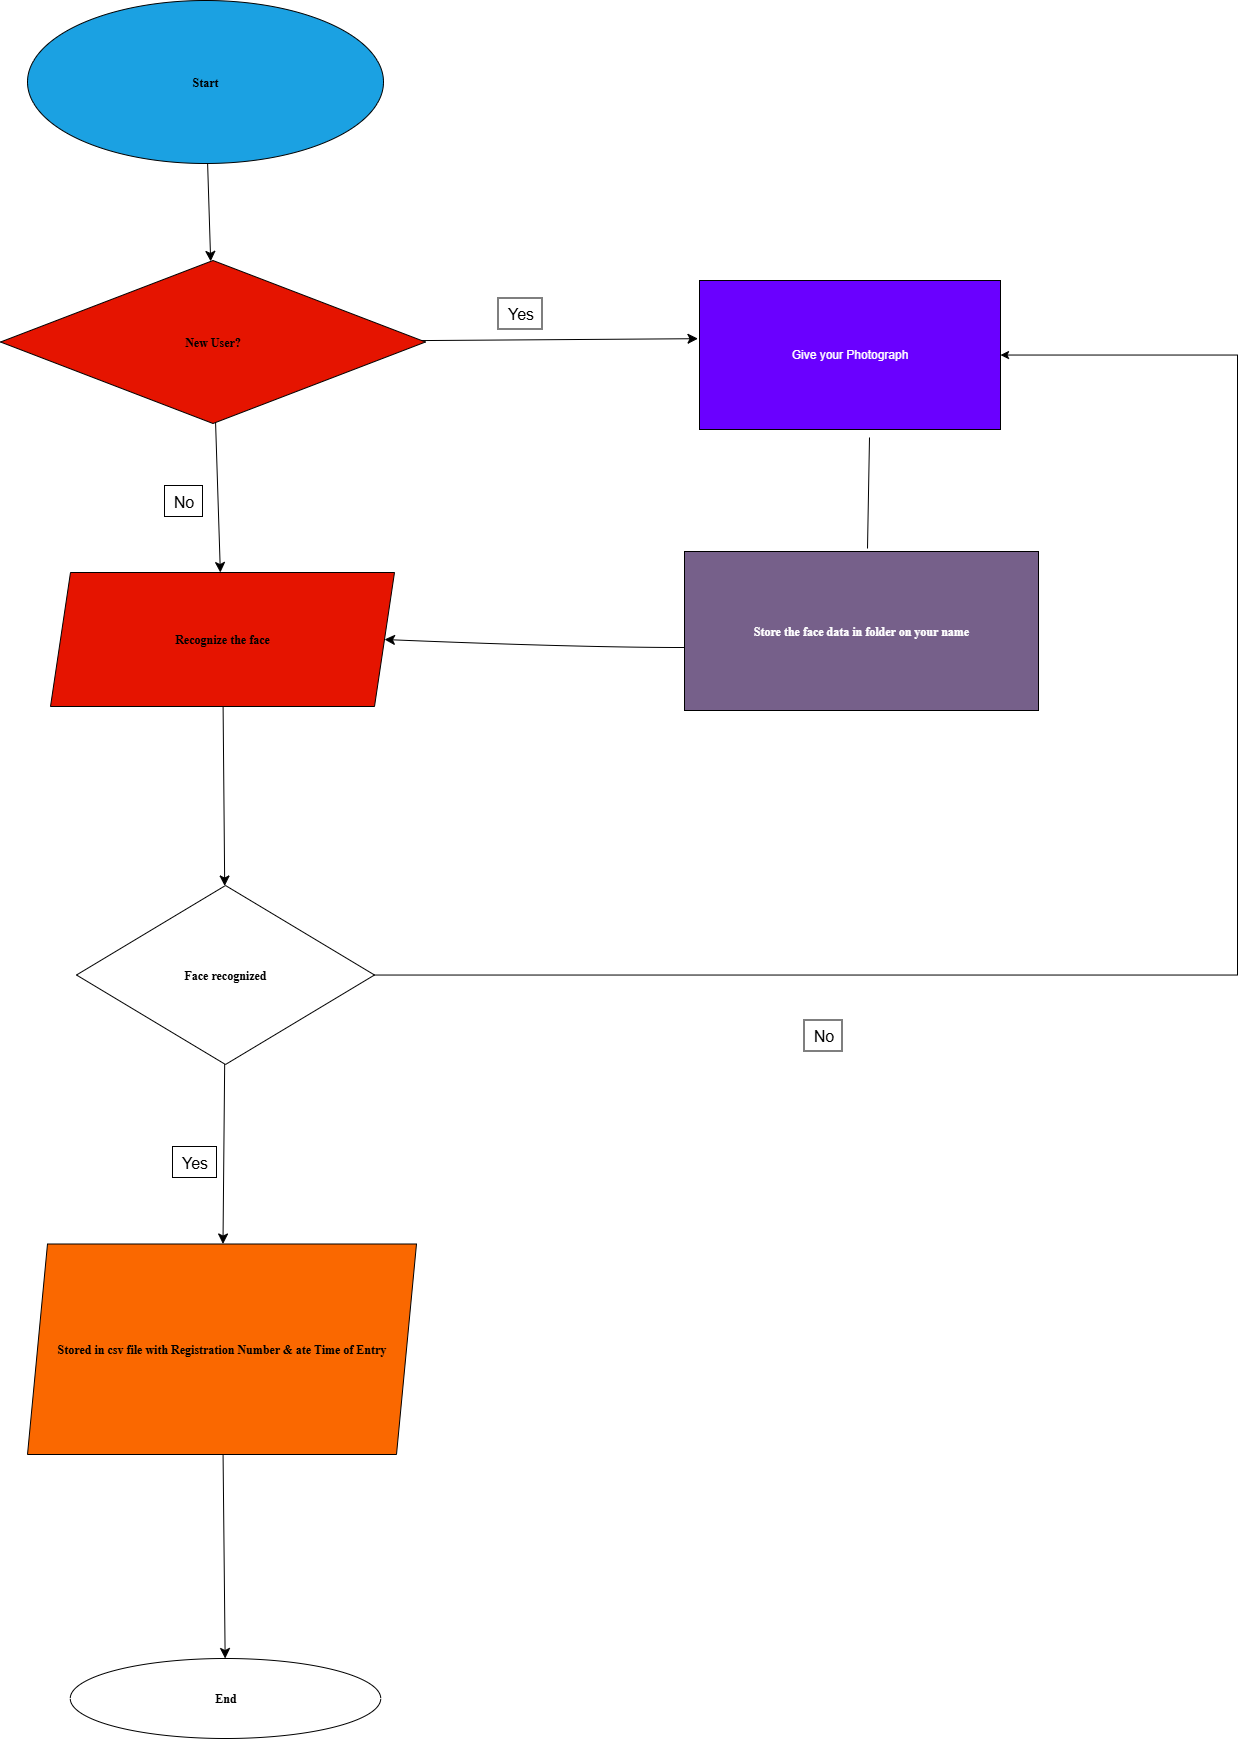 Start
New User?
Yes
Give your Photograph
No
Recognize the face
Store the face data in folder on your name
Face recognized
No
Yes
Stored in csv file with Registration Number & ate Time of Entry
End